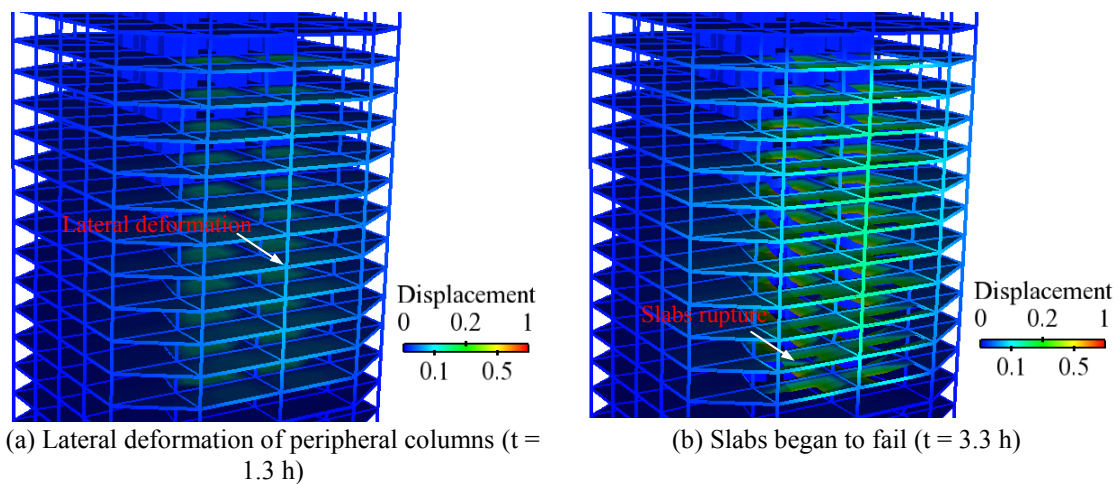 Lateral deformation
Displacement
0 0.2 1
0.1 0.5
(a) Lateral deformation of peripheral columns (t =
1.3 h)
Slabs rupture
Displacement
0 0.2 1
0.1 0.5
(b) Slabs began to fail (t = 3.3 h)